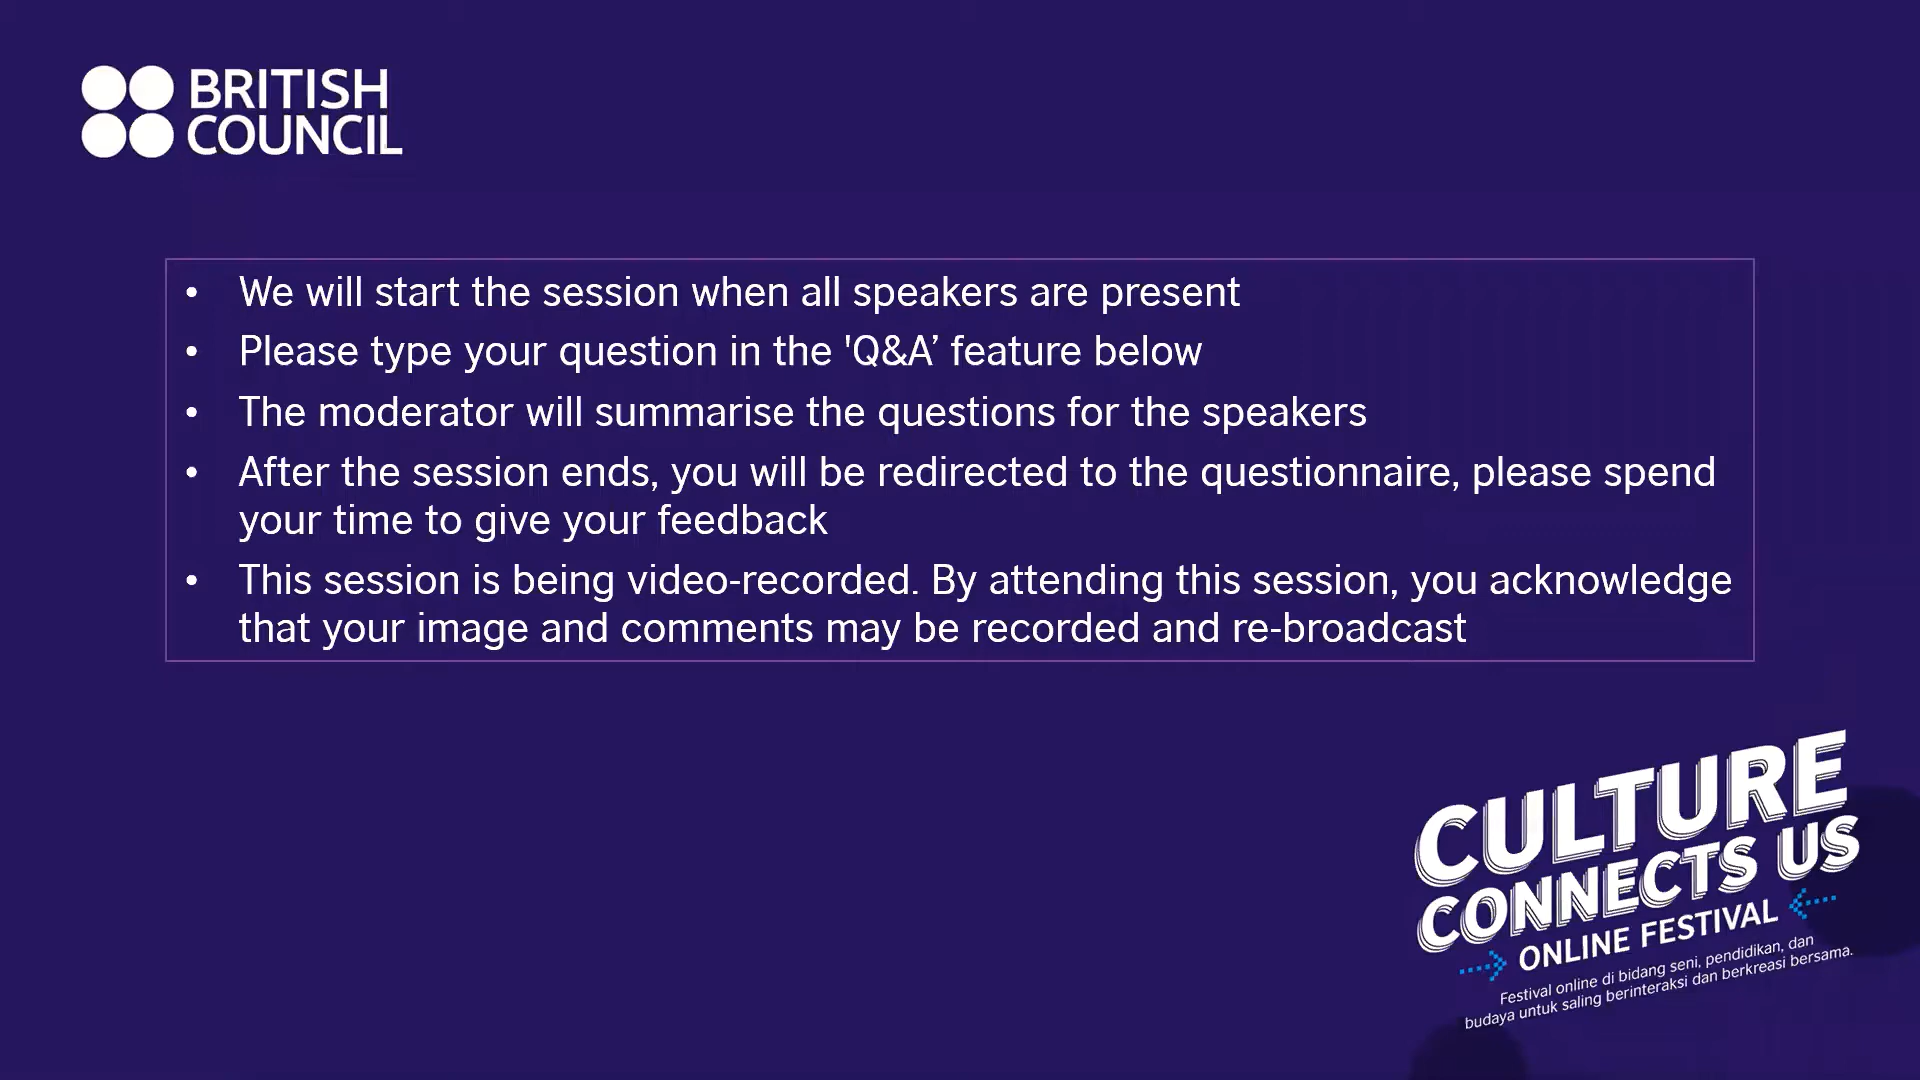 BRITISH
COUNCIL
• We will start the session when all speakers are present
• Please type your question in the 'Q&A’ feature below
• The moderator will summarise the questions for the speakers
• After the session ends, you will be redirected to the questionnaire, please spend
your time to give your feedback
• This session is being video-recorded. By attending this session, you acknowledge
that your image and comments may be recorded and re-broadcast
CULTURE
CONNECTS US
ONLINE FESTIVAL
Festival online di bidang seni, pendidikan, dan
budaya untuk saling berinteraksi dan berkreasi bersama.